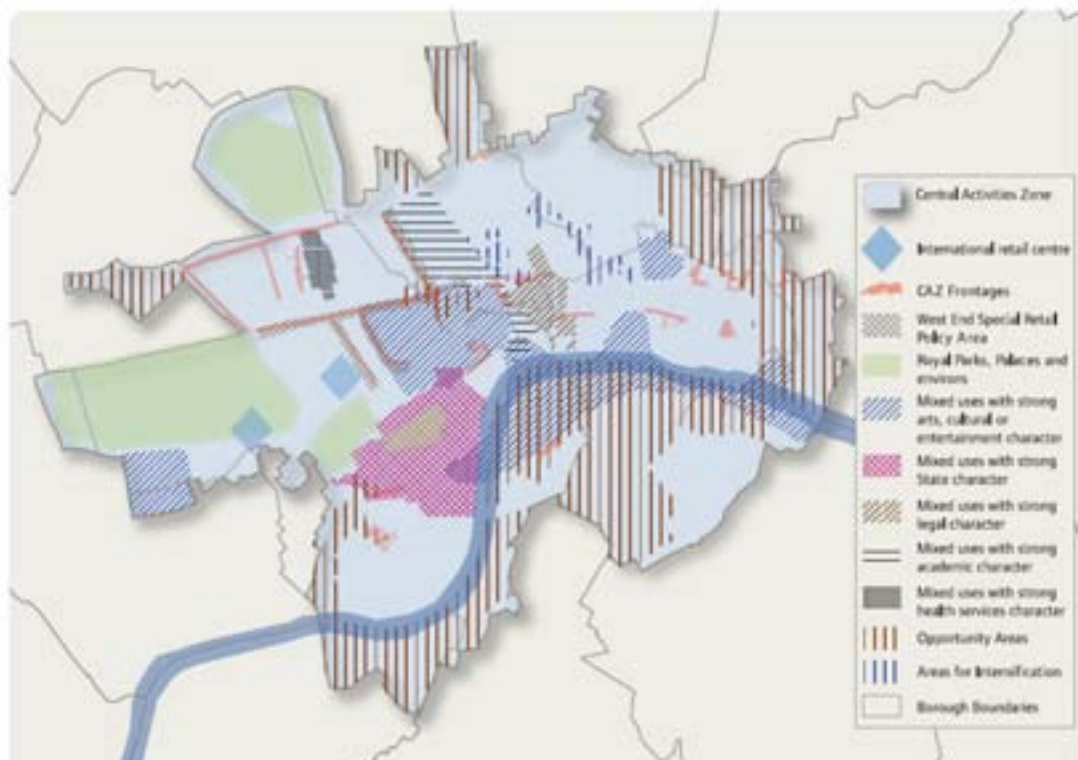 Central Activities Zone
International retail centre
CAZ Frontages
West End Special Retail
Policy Area
Royal Parks, Palaces and
environs
Mixed uses with strong
arts, cultural or
entertainment character
Mixed uses with strong
State character
Mixed uses with strong
legal character
Mixed uses with strong
academic character
Mixed uses with strong
health services character
Opportunity Areas
Areas for Intensification
Borough Boundaries